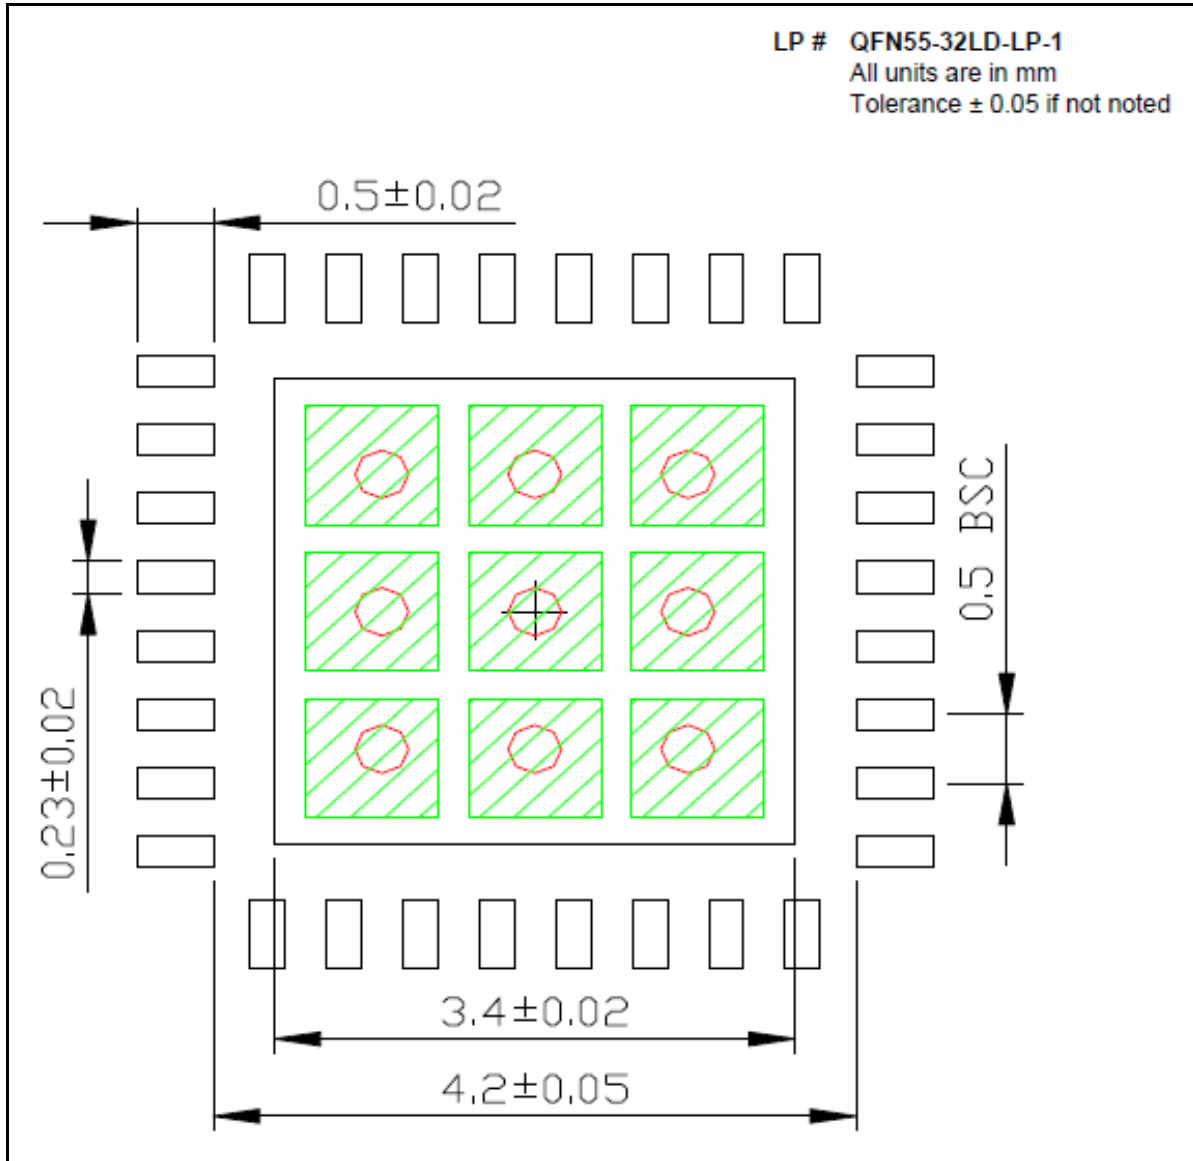 LP # QFN55-32LD-LP-1
All units are in mm
Tolerance ± 0.05 if not noted
0.5±0.02
0.5 BSC
0.23±0.02
3.4±0.02
4.2±0.05